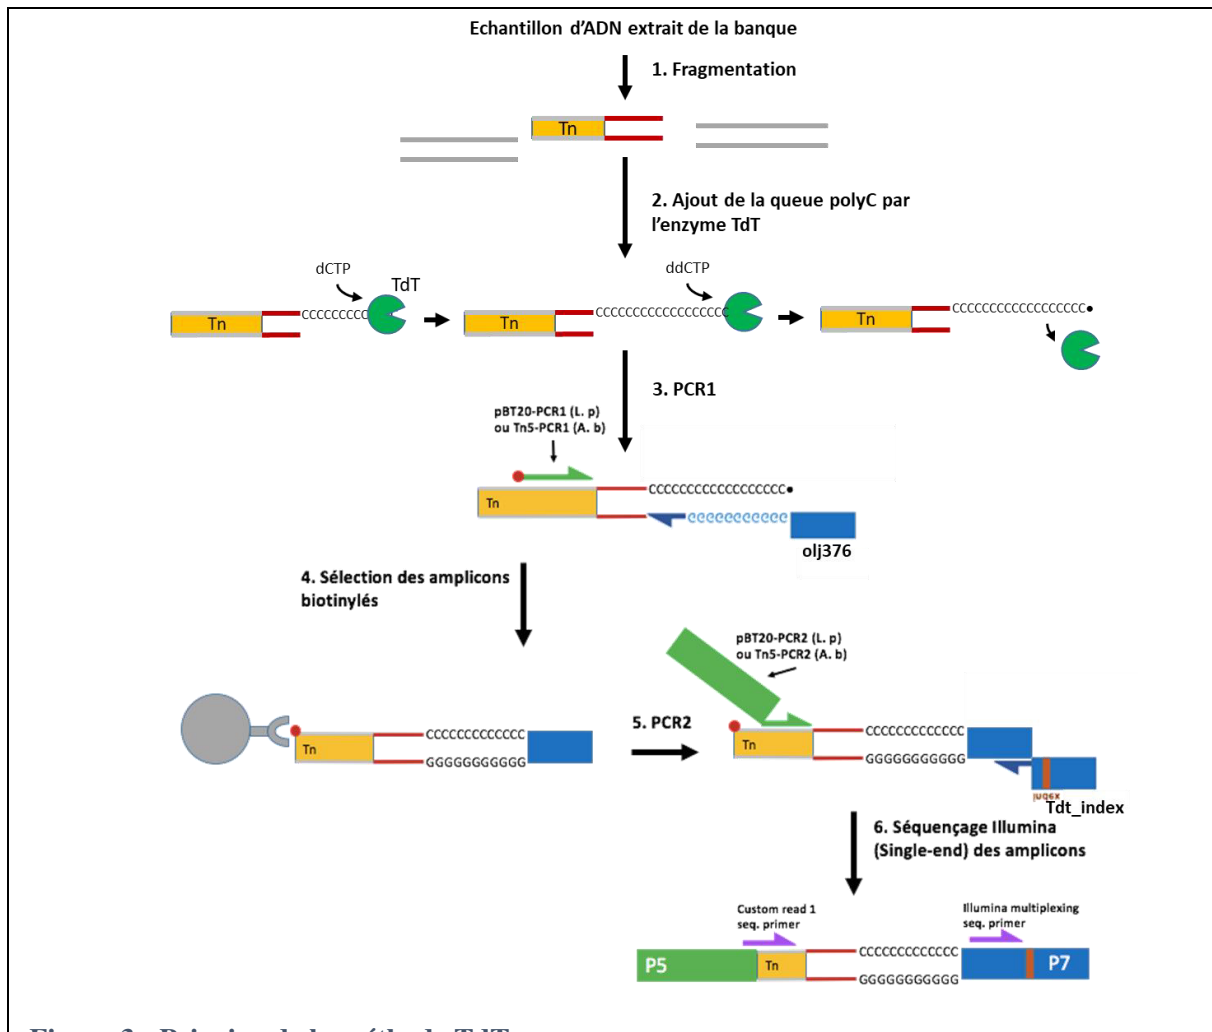 Echantillon d'ADN extrait de la banque
1. Fragmentation
Tn
2. Ajout de la queue polyC par
l'enzyme TdT
dCTP
TdT
ddCTP
Tn
CCCCCCCCC
Tn
CCCCCCCCCCCCCCCCCC
Tn
CCCCCCCCCCCCCCCCCC
3. PCR1
pBT20-PCR1 (L. p)
ou Tn5-PCR1 (A. b)
Tn
CCCCCCCCCCCCCCCCCC
GGGGGGGGGGG
olj376
4. Sélection des amplicons
biotinylés
pBT20-PCR2 (L. p)
ou Tn5-PCR2 (A. b)
Tn
CCCCCCCCCCCCC
GGGGGGGGGGG
5. PCR2
Tn
CCCCCCCCCCCCC
GGGGGGGGGGG
Index
Tdt_index
6. Séquençage Illumina
(Single-end) des amplicons
Custom read 1
seq. primer
Illumina multiplexing
seq. primer
P5
Tn
CCCCCCCCCCCCC
GGGGGGGGGGG
P7